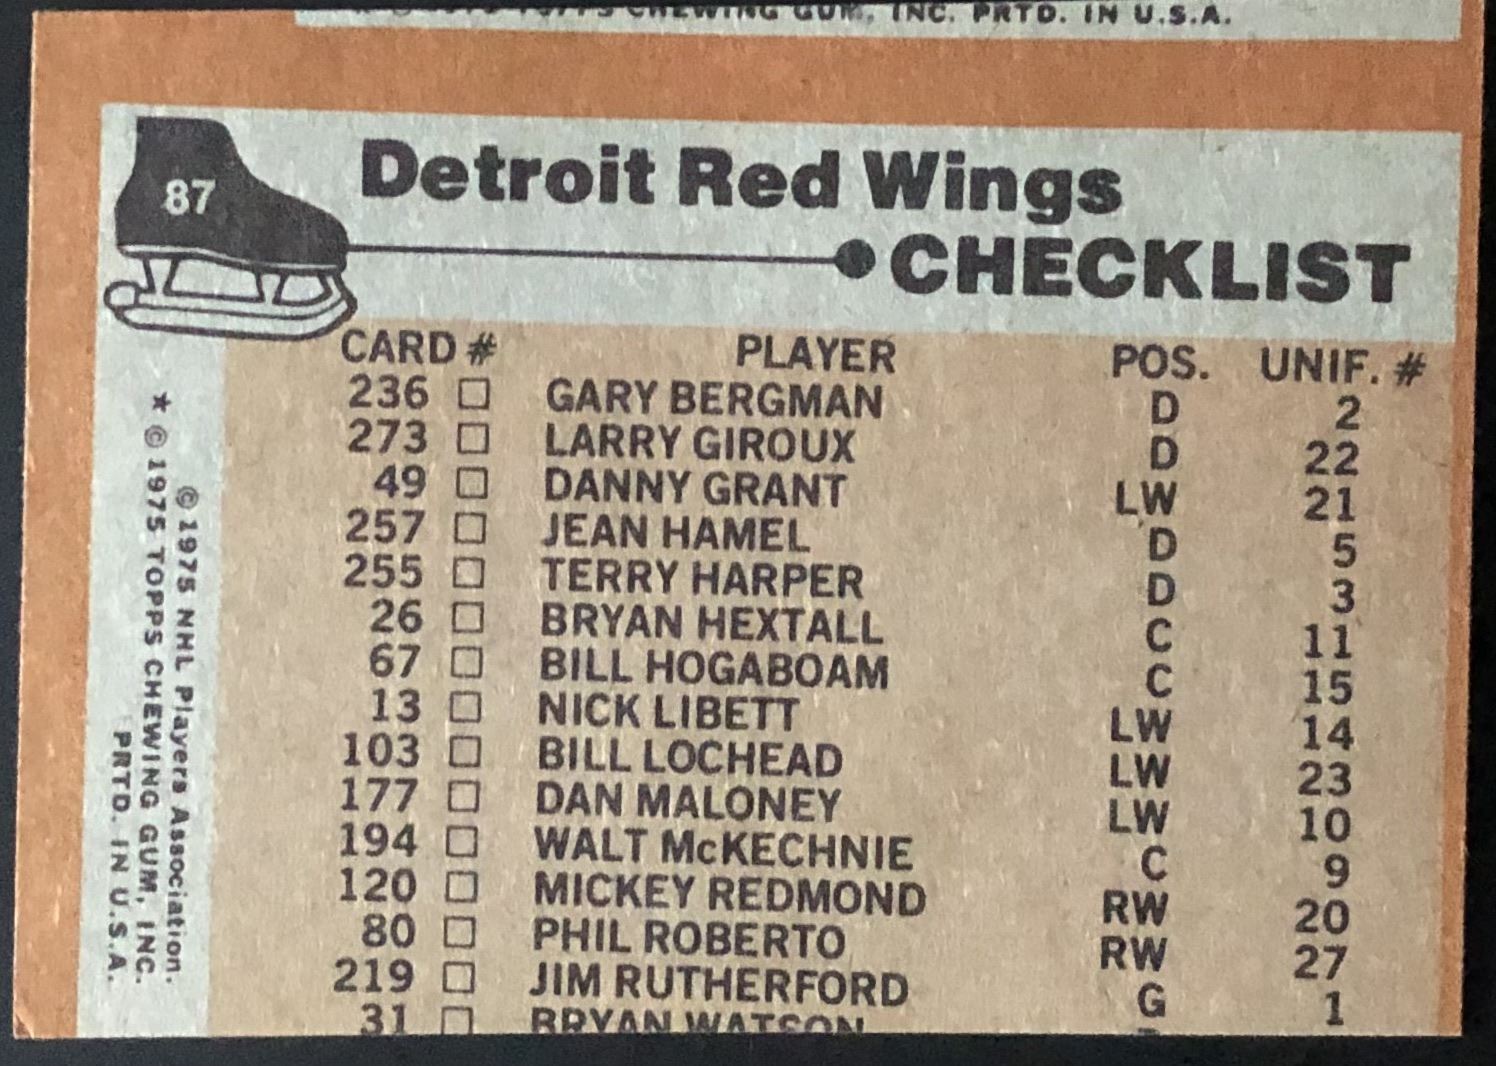 TOPPS CHEWING GUM, INC. PRTD. IN U.S.A.
87
Detroit Red Wings
CHECKLIST
CARD # PLAYER POS. UNIF. #
236 □ GARY BERGMAN D 2
273 □ LARRY GIROUX D 22
49 □ DANNY GRANT LW 21
257 □ JEAN HAMEL D 5
255 □ TERRY HARPER D 3
26 □ BRYAN HEXTALL C 11
67 □ BILL HOGABOAM C 15
13 □ NICK LIBETT LW 14
103 □ BILL LOCHEAD LW 23
177 □ DAN MALONEY LW 10
194 □ WALT McKECHNIE C 9
120 □ MICKEY REDMOND RW 20
80 □ PHIL ROBERTO RW 27
219 □ JIM RUTHERFORD G 1
31 □ BRYAN WATSON
© 1975 NHL Players Association.
★ © 1975 TOPPS CHEWING GUM, INC.
PRTD. IN U.S.A.